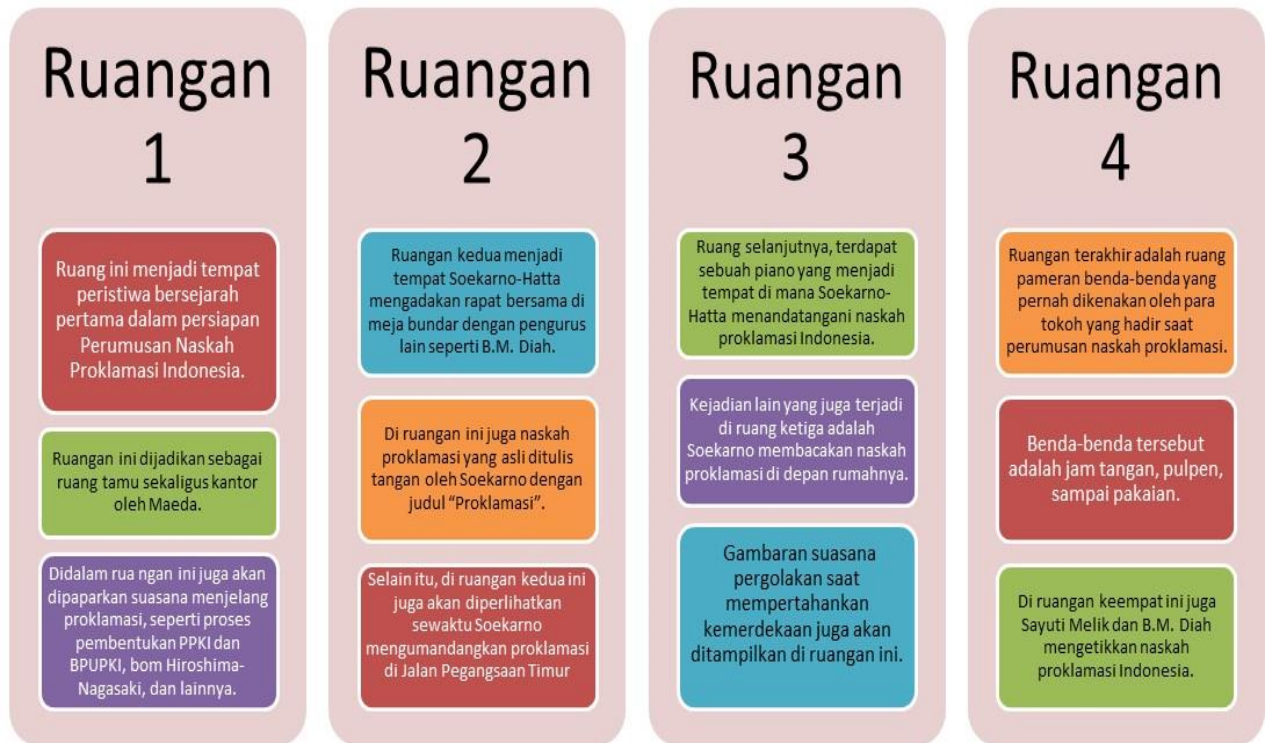 Ruangan
1
Ruang ini menjadi tempat
peristiwa bersejarah
pertama dalam persiapan
Perumusan Naskah
Proklamasi Indonesia.
Ruangan ini dijadikan sebagai
ruang tamu sekaligus kantor
oleh Maeda.
Didalam rua ngan ini juga akan
dipaparkan suasana menjelang
proklamasi, seperti proses
pembentukan PPKI dan
BPUPKI, bom Hiroshima-
Nagasaki, dan lainnya.
Ruangan
2
Ruangan kedua menjadi
tempat Soekarno-Hatta
mengadakan rapat bersama di
meja bundar dengan pengurus
lain seperti B.M. Diah.
Di ruangan ini juga naskah
proklamasi yang asli ditulis
tangan oleh Soekarno dengan
judul “Proklamasi”.
Selain itu, di ruangan kedua ini
juga akan diperlihatkan
sewaktu Soekarno
mengumandangkan proklamasi
di Jalan Pegangsaan Timur
Ruangan
3
Ruang selanjutnya, terdapat
sebuah piano yang menjadi
tempat di mana Soekarno-
Hatta menandatangani naskah
proklamasi Indonesia.
Kejadian lain yang juga terjadi
di ruang ketiga adalah
Soekarno membacakan naskah
proklamasi di depan rumahnya.
Gambaran suasana
pergolakan saat
mempertahankan
kemerdekaan juga akan
ditampilkan di ruangan ini.
Ruangan
4
Ruangan terakhir adalah ruang
pameran benda-benda yang
pernah dikenakan oleh para
tokoh yang hadir saat
perumusan naskah proklamasi.
Benda-benda tersebut
adalah jam tangan, pulpen,
sampai pakaian.
Di ruangan keempat ini juga
Sayuti Melik dan B.M. Diah
mengetikkan naskah
proklamasi Indonesia.